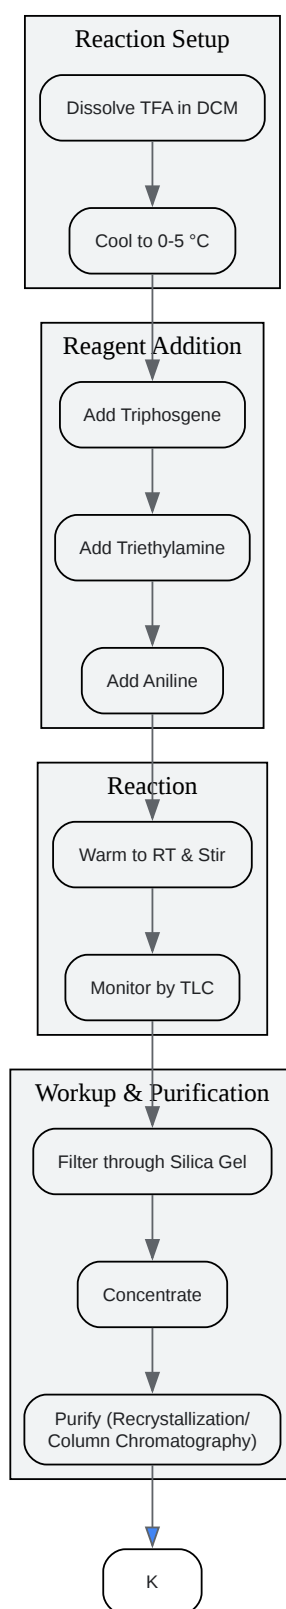 Reaction Setup
Dissolve TFA in DCM
Cool to 0-5 °C
Reagent Addition
Add Triphosgene
Add Triethylamine
Add Aniline
Reaction
Warm to RT & Stir
Monitor by TLC
Workup & Purification
Filter through Silica Gel
Concentrate
Purify (Recrystallization/
Column Chromatography)
K